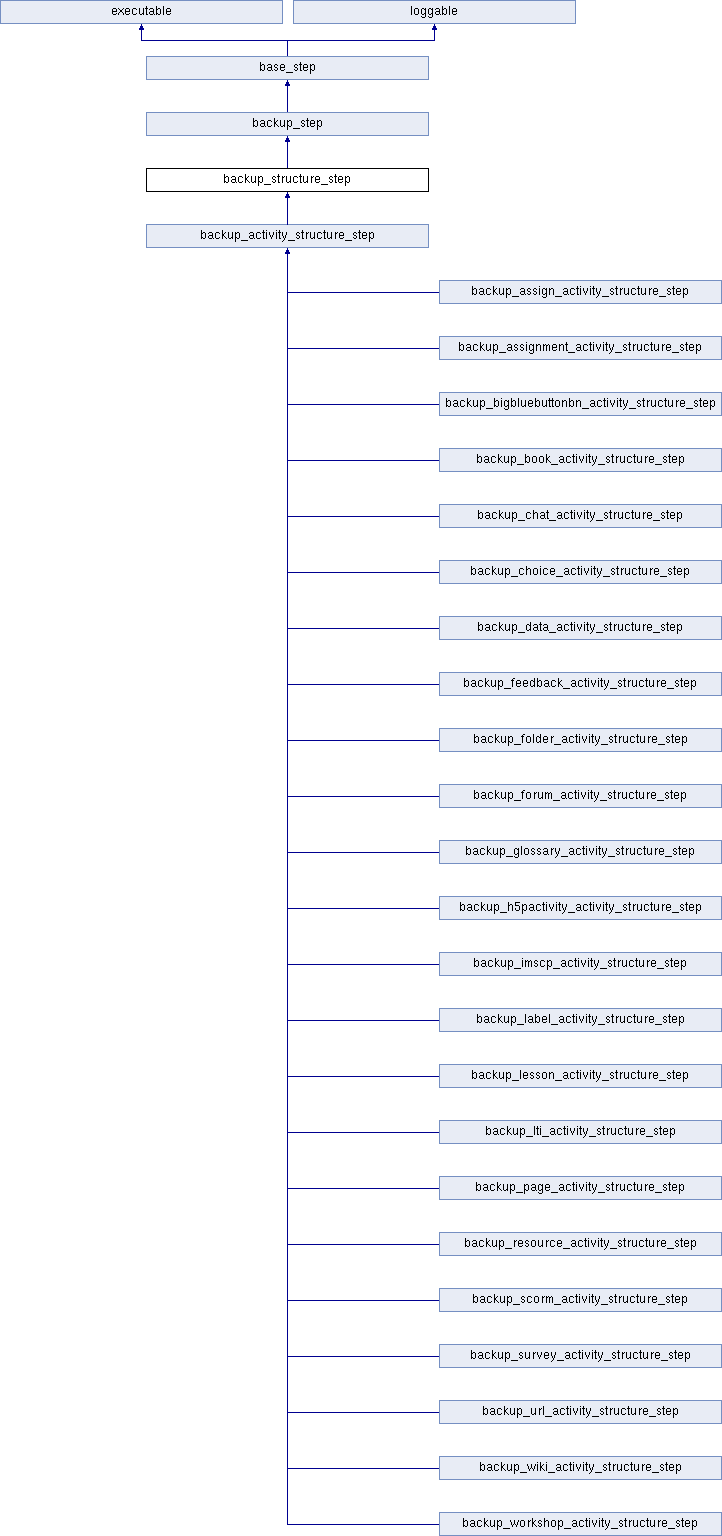 executable
loggable
base_step
backup_step
backup_structure_step
backup_activity_structure_step
backup_assign_activity_structure_step
backup_assignment_activity_structure_step
backup_bigbluebuttonbn_activity_structure_step
backup_book_activity_structure_step
backup_chat_activity_structure_step
backup_choice_activity_structure_step
backup_data_activity_structure_step
backup_feedback_activity_structure_step
backup_folder_activity_structure_step
backup_forum_activity_structure_step
backup_glossary_activity_structure_step
backup_h5pactivity_activity_structure_step
backup_imscp_activity_structure_step
backup_label_activity_structure_step
backup_lesson_activity_structure_step
backup_lti_activity_structure_step
backup_page_activity_structure_step
backup_resource_activity_structure_step
backup_scorm_activity_structure_step
backup_survey_activity_structure_step
backup_url_activity_structure_step
backup_wiki_activity_structure_step
backup_workshop_activity_structure_step